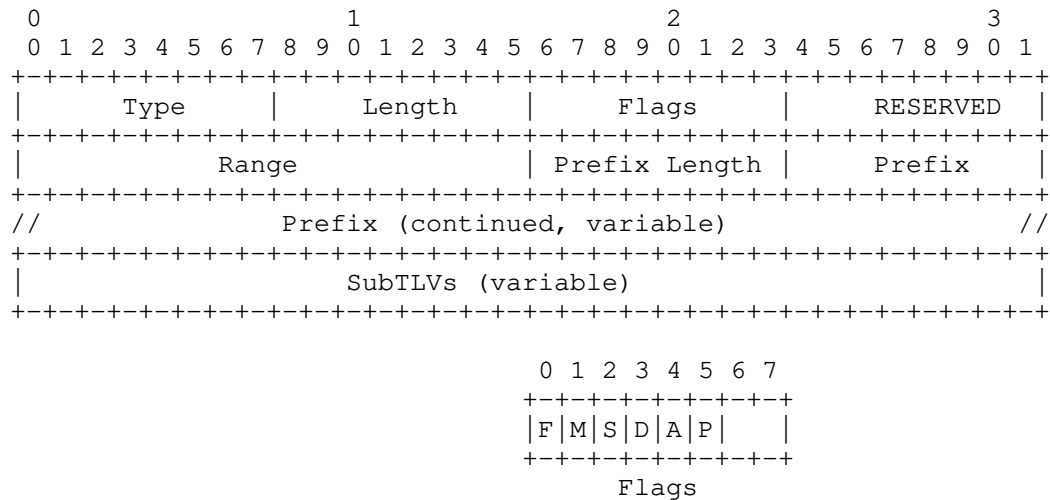 0                   1                   2                   3
0 1 2 3 4 5 6 7 8 9 0 1 2 3 4 5 6 7 8 9 0 1 2 3 4 5 6 7 8 9 0 1
+-+-+-+-+-+-+-+-+-+-+-+-+-+-+-+-+-+-+-+-+-+-+-+-+-+-+-+-+-+-+-+-+
|     Type      |     Length    |     Flags     |     RESERVED  |
+-+-+-+-+-+-+-+-+-+-+-+-+-+-+-+-+-+-+-+-+-+-+-+-+-+-+-+-+-+-+-+-+
|            Range              | Prefix Length |     Prefix    |
+-+-+-+-+-+-+-+-+-+-+-+-+-+-+-+-+-+-+-+-+-+-+-+-+-+-+-+-+-+-+-+-+
//               Prefix (continued, variable)                  //
+-+-+-+-+-+-+-+-+-+-+-+-+-+-+-+-+-+-+-+-+-+-+-+-+-+-+-+-+-+-+-+-+
|                    SubTLVs (variable)                         |
+-+-+-+-+-+-+-+-+-+-+-+-+-+-+-+-+-+-+-+-+-+-+-+-+-+-+-+-+-+-+-+-+
0 1 2 3 4 5 6 7
+-+-+-+-+-+-+-+-+
|F|M|S|D|A|P|   |
+-+-+-+-+-+-+-+-+
Flags